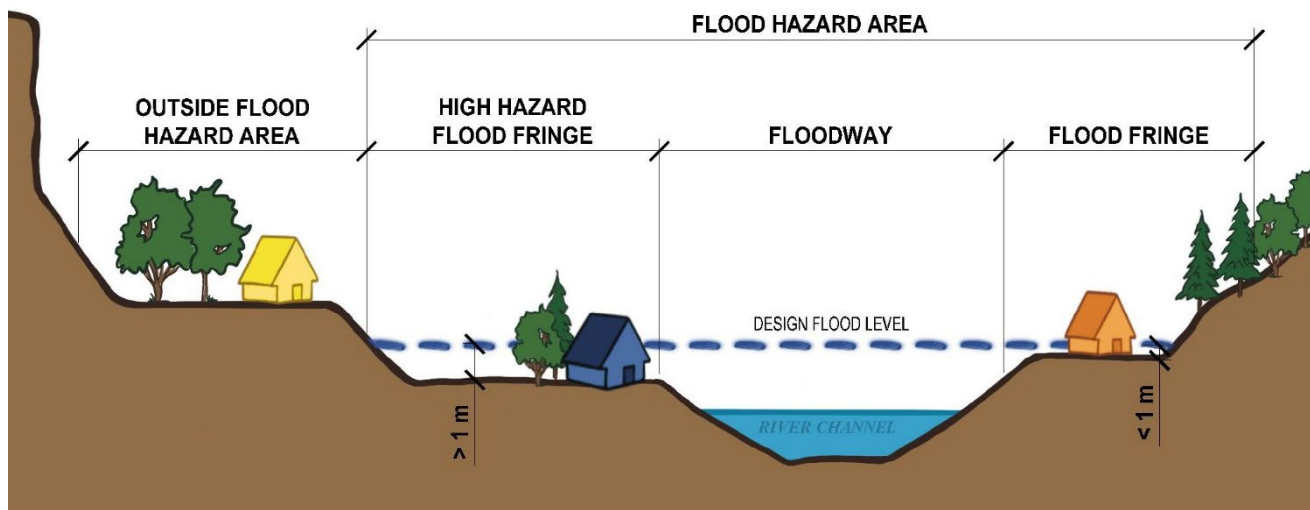 FLOOD HAZARD AREA
OUTSIDE FLOOD
HAZARD AREA
HIGH HAZARD
FLOOD FRINGE
FLOODWAY
FLOOD FRINGE
DESIGN FLOOD LEVEL
> 1 m
RIVER CHANNEL
< 1 m